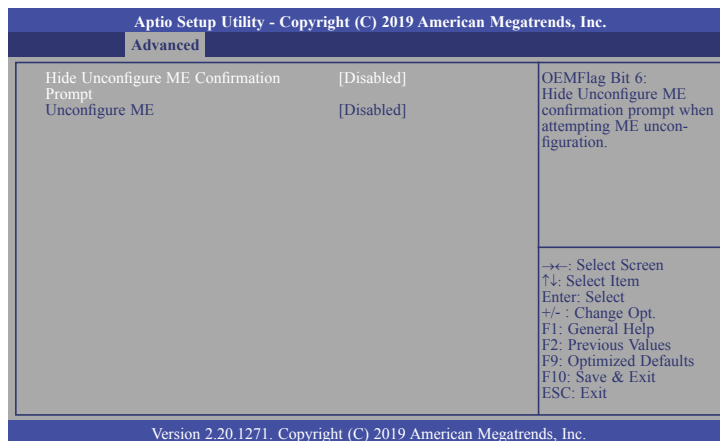 Aptio Setup Utility - Copyright (C) 2019 American Megatrends, Inc.
Advanced
Hide Unconfigure ME Confirmation Prompt [Disabled]
Unconfigure ME [Disabled]
OEMFlag Bit 6:
Hide Unconfigure ME
confirmation prompt when
attempting ME uncon-
figuration.
→←: Select Screen
↑↓: Select Item
Enter: Select
+/- : Change Opt.
F1: General Help
F2: Previous Values
F9: Optimized Defaults
F10: Save & Exit
ESC: Exit
Version 2.20.1271. Copyright (C) 2019 American Megatrends, Inc.